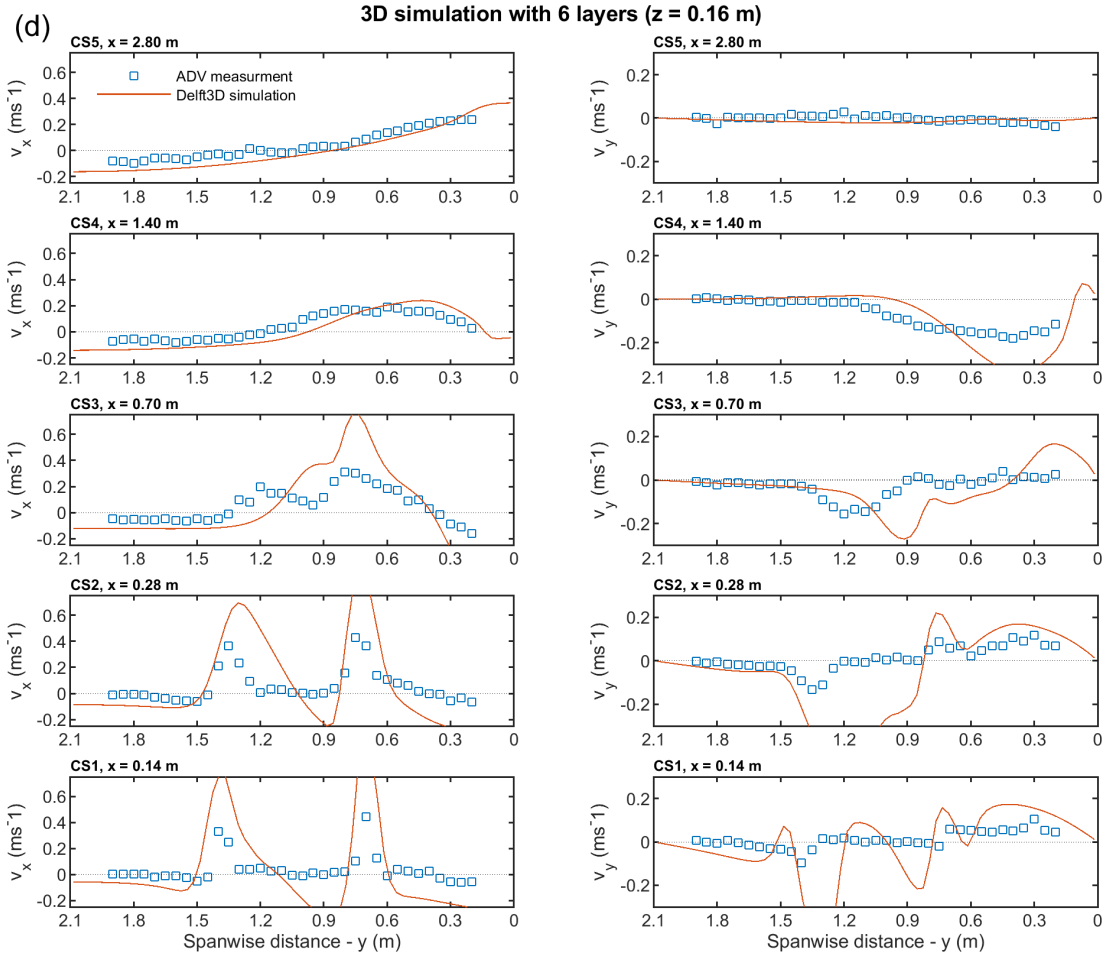 (d)
3D simulation with 6 layers (z = 0.16 m)
CS5, x = 2.80 m
0.6
0.4
0.2
0
-0.2
v_x (ms^-1)
ADV measurment
Delft3D simulation
2.1 1.8 1.5 1.2 0.9 0.6 0.3 0
CS5, x = 2.80 m
0.2
0
-0.2
v_y (ms^-1)
2.1 1.8 1.5 1.2 0.9 0.6 0.3 0
CS4, x = 1.40 m
0.6
0.4
0.2
0
-0.2
v_x (ms^-1)
2.1 1.8 1.5 1.2 0.9 0.6 0.3 0
CS4, x = 1.40 m
0.2
0
-0.2
v_y (ms^-1)
2.1 1.8 1.5 1.2 0.9 0.6 0.3 0
CS3, x = 0.70 m
0.6
0.4
0.2
0
-0.2
v_x (ms^-1)
2.1 1.8 1.5 1.2 0.9 0.6 0.3 0
CS3, x = 0.70 m
0.2
0
-0.2
v_y (ms^-1)
2.1 1.8 1.5 1.2 0.9 0.6 0.3 0
CS2, x = 0.28 m
0.6
0.4
0.2
0
-0.2
v_x (ms^-1)
2.1 1.8 1.5 1.2 0.9 0.6 0.3 0
CS2, x = 0.28 m
0.2
0
-0.2
v_y (ms^-1)
2.1 1.8 1.5 1.2 0.9 0.6 0.3 0
CS1, x = 0.14 m
0.6
0.4
0.2
0
-0.2
v_x (ms^-1)
2.1 1.8 1.5 1.2 0.9 0.6 0.3 0
Spanwise distance - y (m)
CS1, x = 0.14 m
0.2
0
-0.2
v_y (ms^-1)
2.1 1.8 1.5 1.2 0.9 0.6 0.3 0
Spanwise distance - y (m)